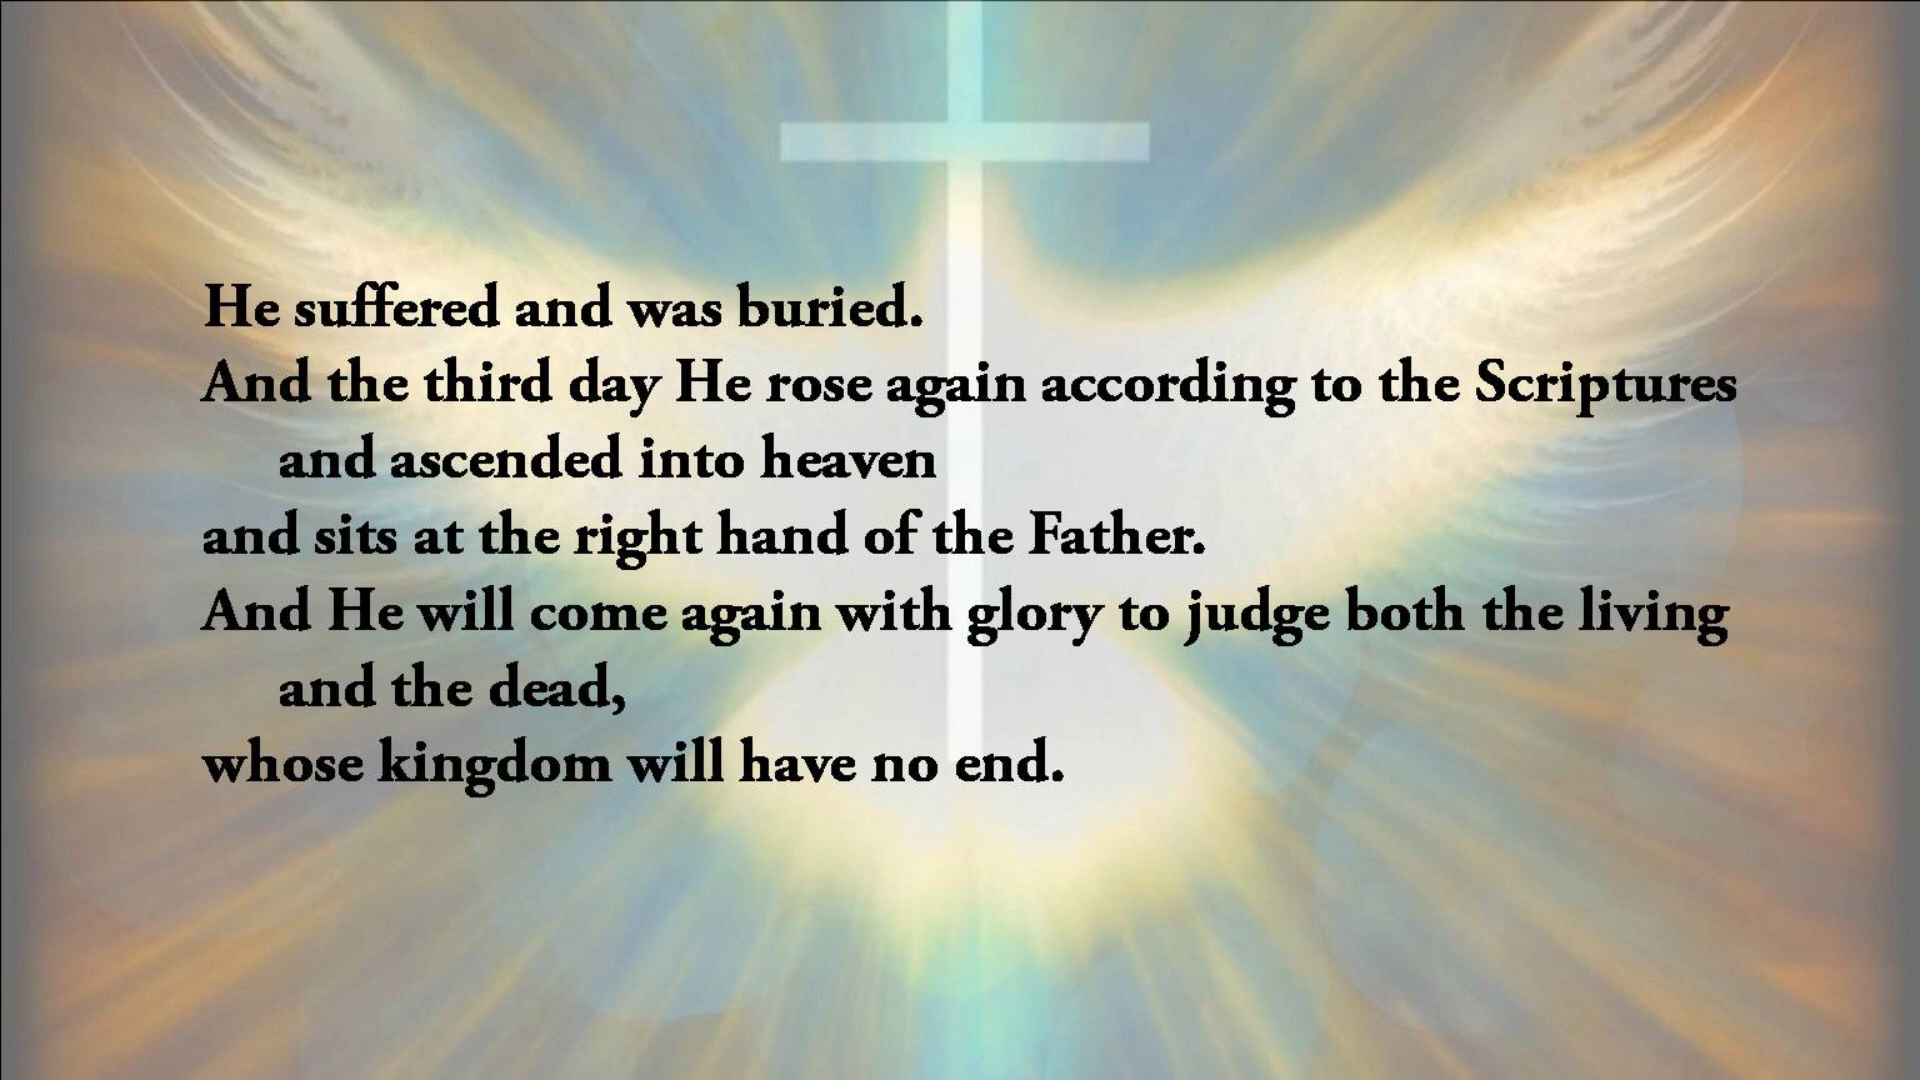 He suffered and was buried.
And the third day He rose again according to the Scriptures
and ascended into heaven
and sits at the right hand of the Father.
And He will come again with glory to judge both the living
and the dead,
whose kingdom will have no end.